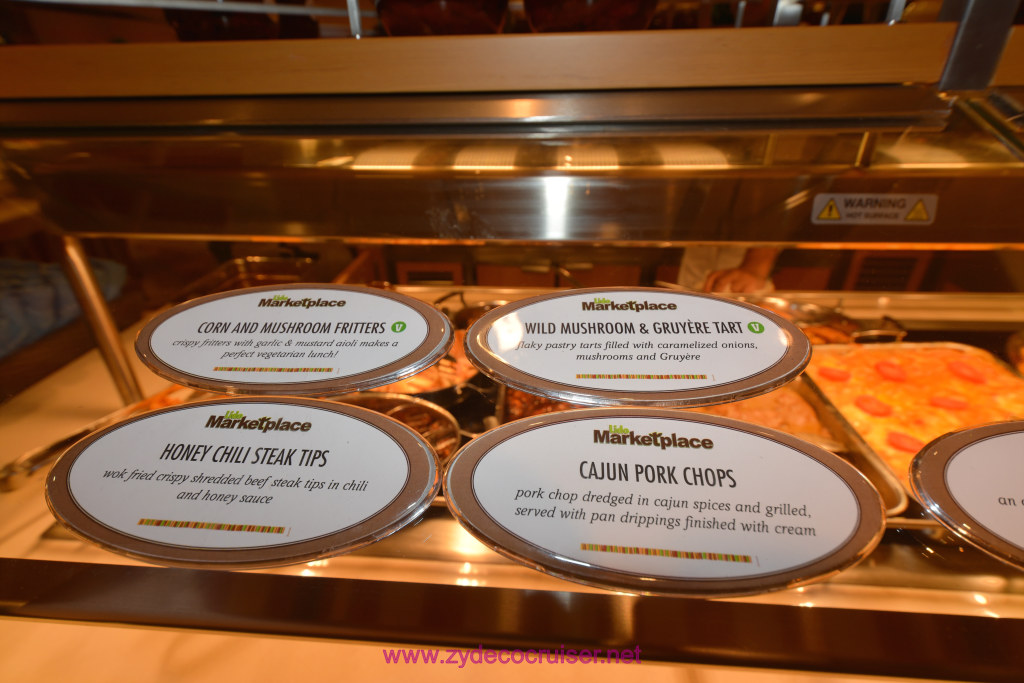 WARNING
HOT SURFACE
Lido
Marketplace
CORN AND MUSHROOM FRITTERS V
crispy fritters with garlic & mustard aioli makes a
perfect vegetarian lunch!
Lido
Marketplace
WILD MUSHROOM & GRUYÈRE TART V
flaky pastry tarts filled with caramelized onions,
mushrooms and Gruyère
Lido
Marketplace
HONEY CHILI STEAK TIPS
wok fried crispy shredded beef steak tips in chili
and honey sauce
Lido
Marketplace
CAJUN PORK CHOPS
pork chop dredged in cajun spices and grilled,
served with pan drippings finished with cream
an
www.zydecocruiser.net